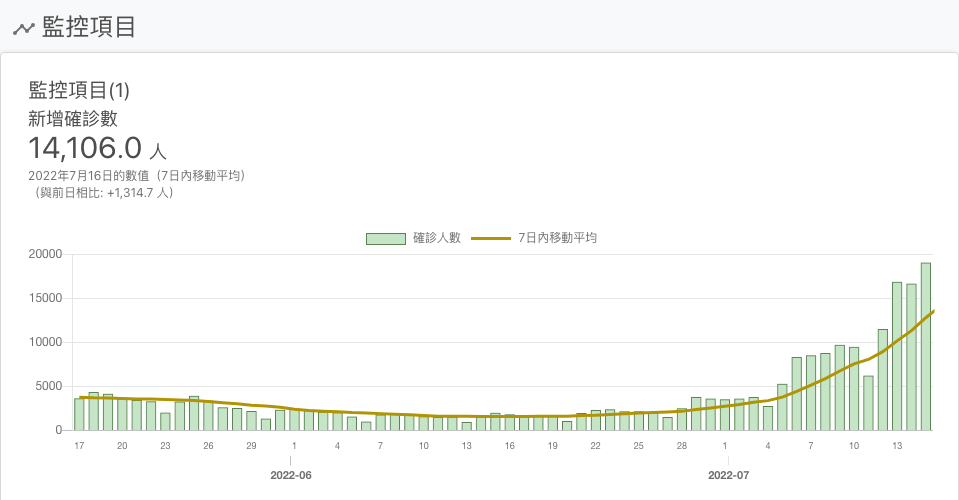 監控項目
監控項目(1)
新增確診數
14,106.0 人
2022年7月16日的數值（7日內移動平均）
（與前日相比: +1,314.7 人）
確診人數 7日內移動平均
20000
15000
10000
5000
0
17 20 23 26 29 1 4 7 10 13 16 19 22 25 28 1 4 7 10 13
2022-06 2022-07